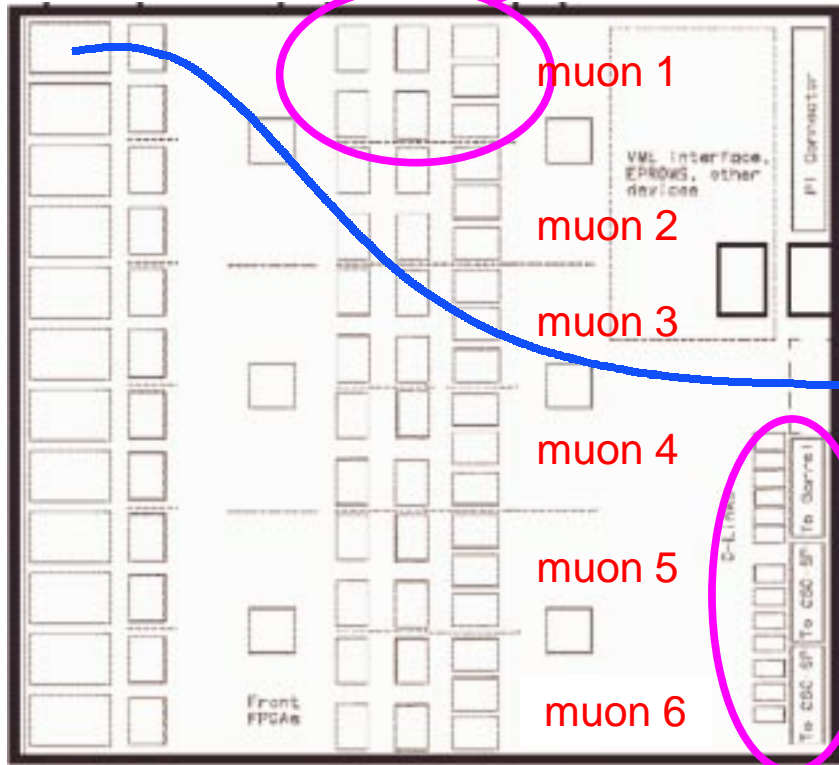 muon 1
VME Interface,
EPROMS, other
devices
P1 Connector
muon 2
muon 3
muon 4
muon 5
muon 6
To Barrel
To CSC SP
To CSC SP
Front
FPGAs